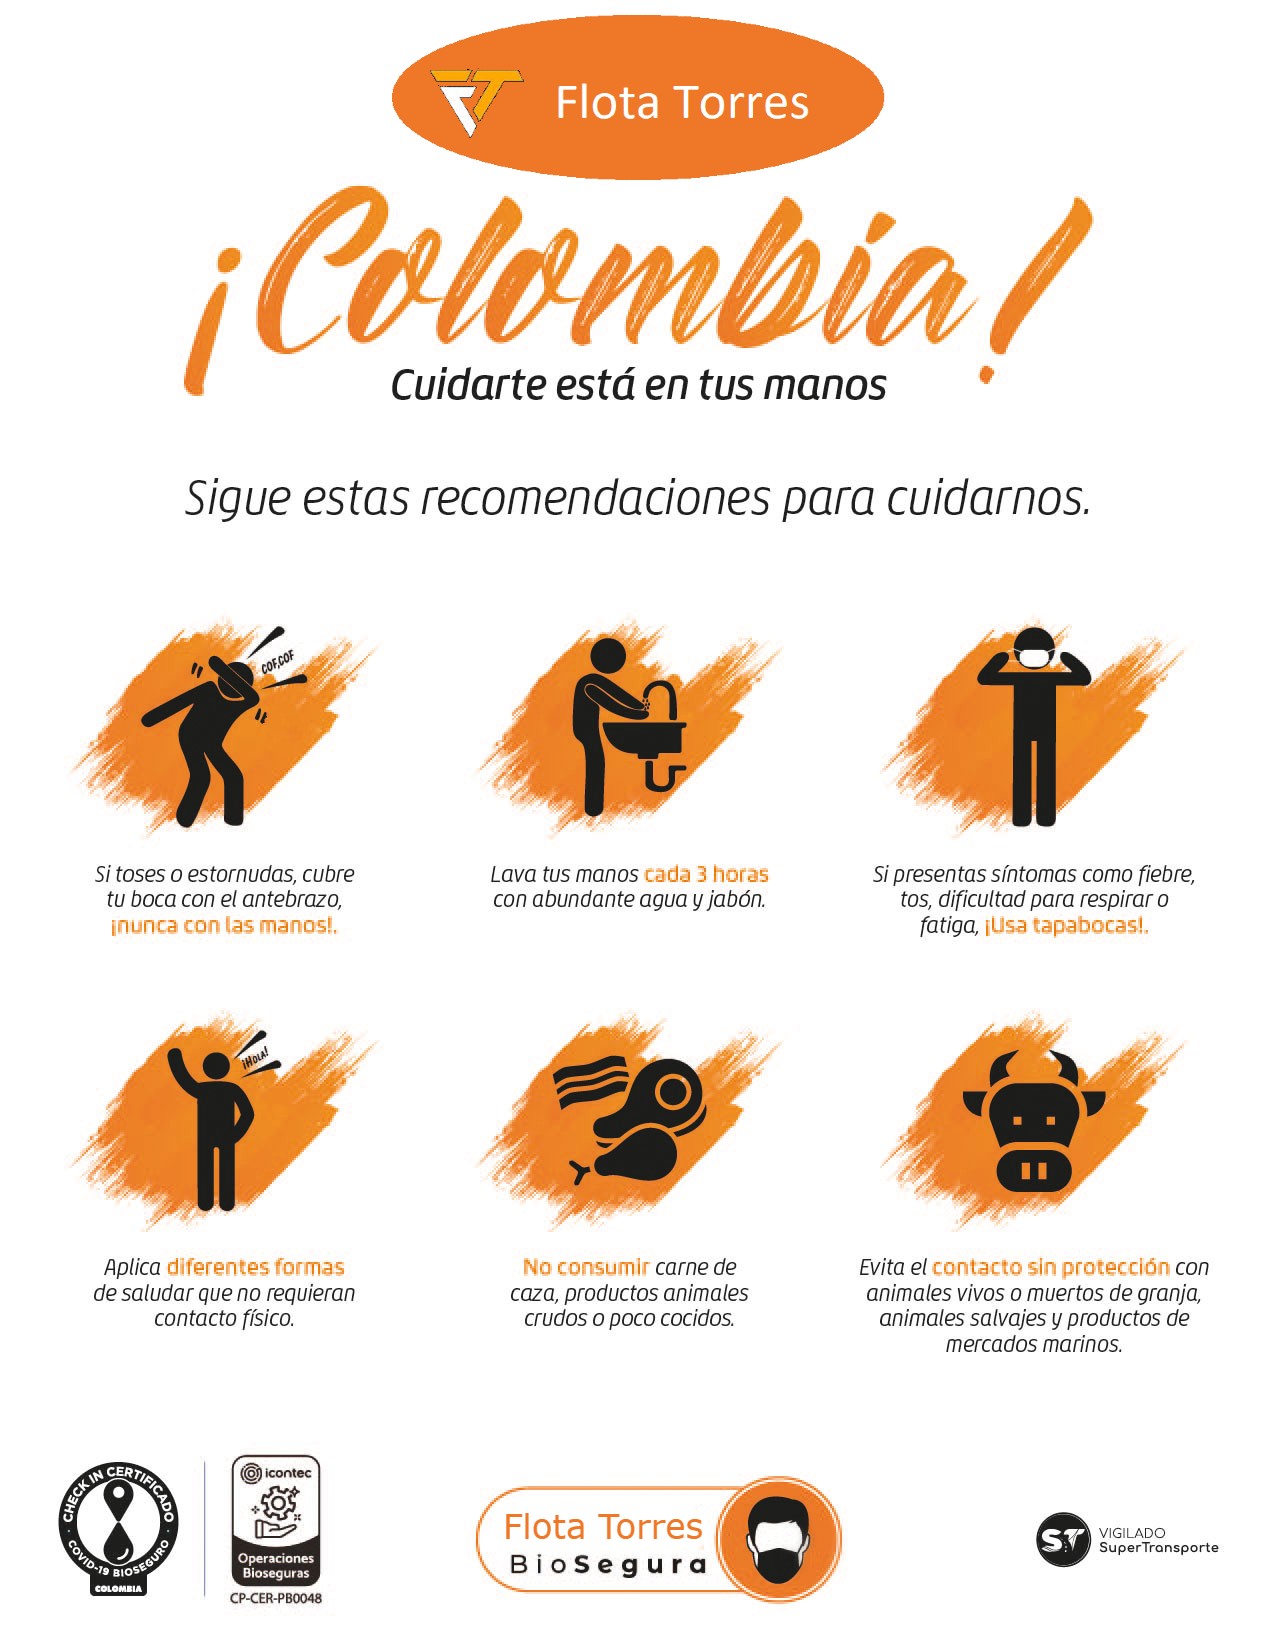 Flota Torres
¡Colombia!
Cuidarte está en tus manos
Sigue estas recomendaciones para cuidarnos.
COF,COF
Si toses o estornudas, cubre
tu boca con el antebrazo,
¡nunca con las manos!.
Lava tus manos cada 3 horas
con abundante agua y jabón.
Si presentas síntomas como fiebre,
tos, dificultad para respirar o
fatiga, ¡Usa tapabocas!.
¡HOLA!
Aplica diferentes formas
de saludar que no requieran
contacto físico.
No consumir carne de
caza, productos animales
crudos o poco cocidos.
Evita el contacto sin protección con
animales vivos o muertos de granja,
animales salvajes y productos de
mercados marinos.
CHECK IN CERTIFICADO
· COVID-19 BIOSEGURO ·
COLOMBIA
icontec
Operaciones
Bioseguras
CP-CER-PB0048
Flota Torres
BioSegura
ST
VIGILADO
SuperTransporte